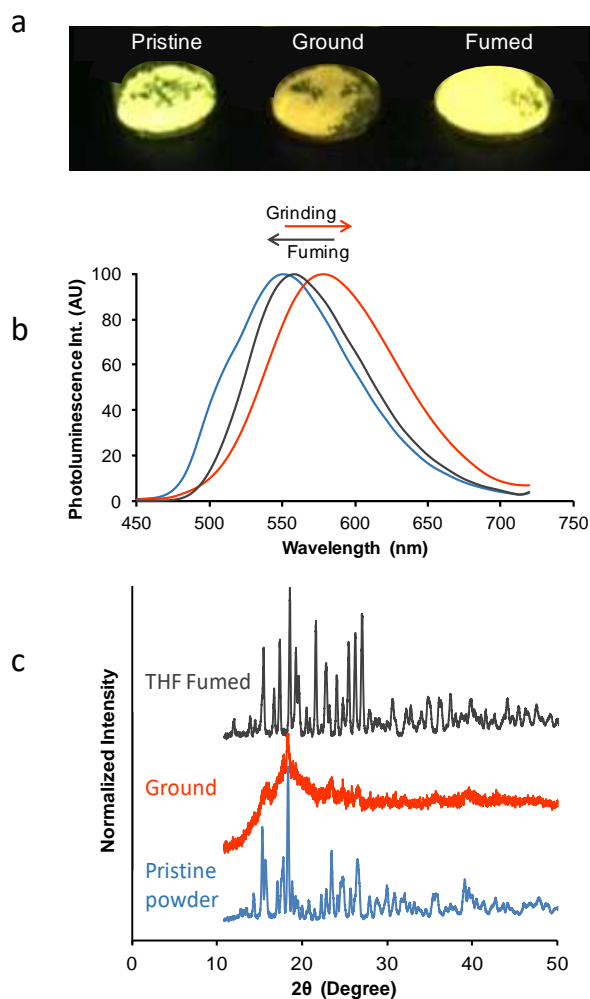 a
Pristine Ground Fumed
b
Grinding
Fuming
Photoluminescence Int. (AU)
100
80
60
40
20
0
450 500 550 600 650 700 750
Wavelength (nm)
c
Normalized Intensity
THF Fumed
Ground
Pristine
powder
0 10 20 30 40 50
2θ (Degree)